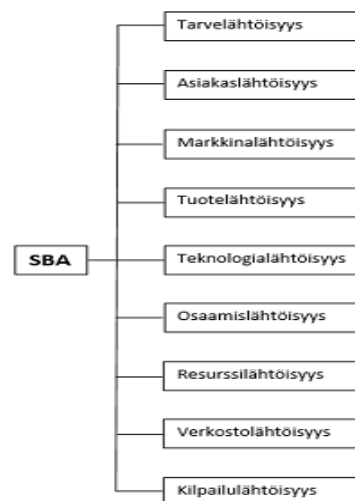 Tarvelähtöisyys
Asiakaslähtöisyys
Markkinalähtöisyys
Tuotelähtöisyys
SBA
Teknologialähtöisyys
Osaamislähtöisyys
Resurssilähtöisyys
Verkostolähtöisyys
Kilpailulähtöisyys